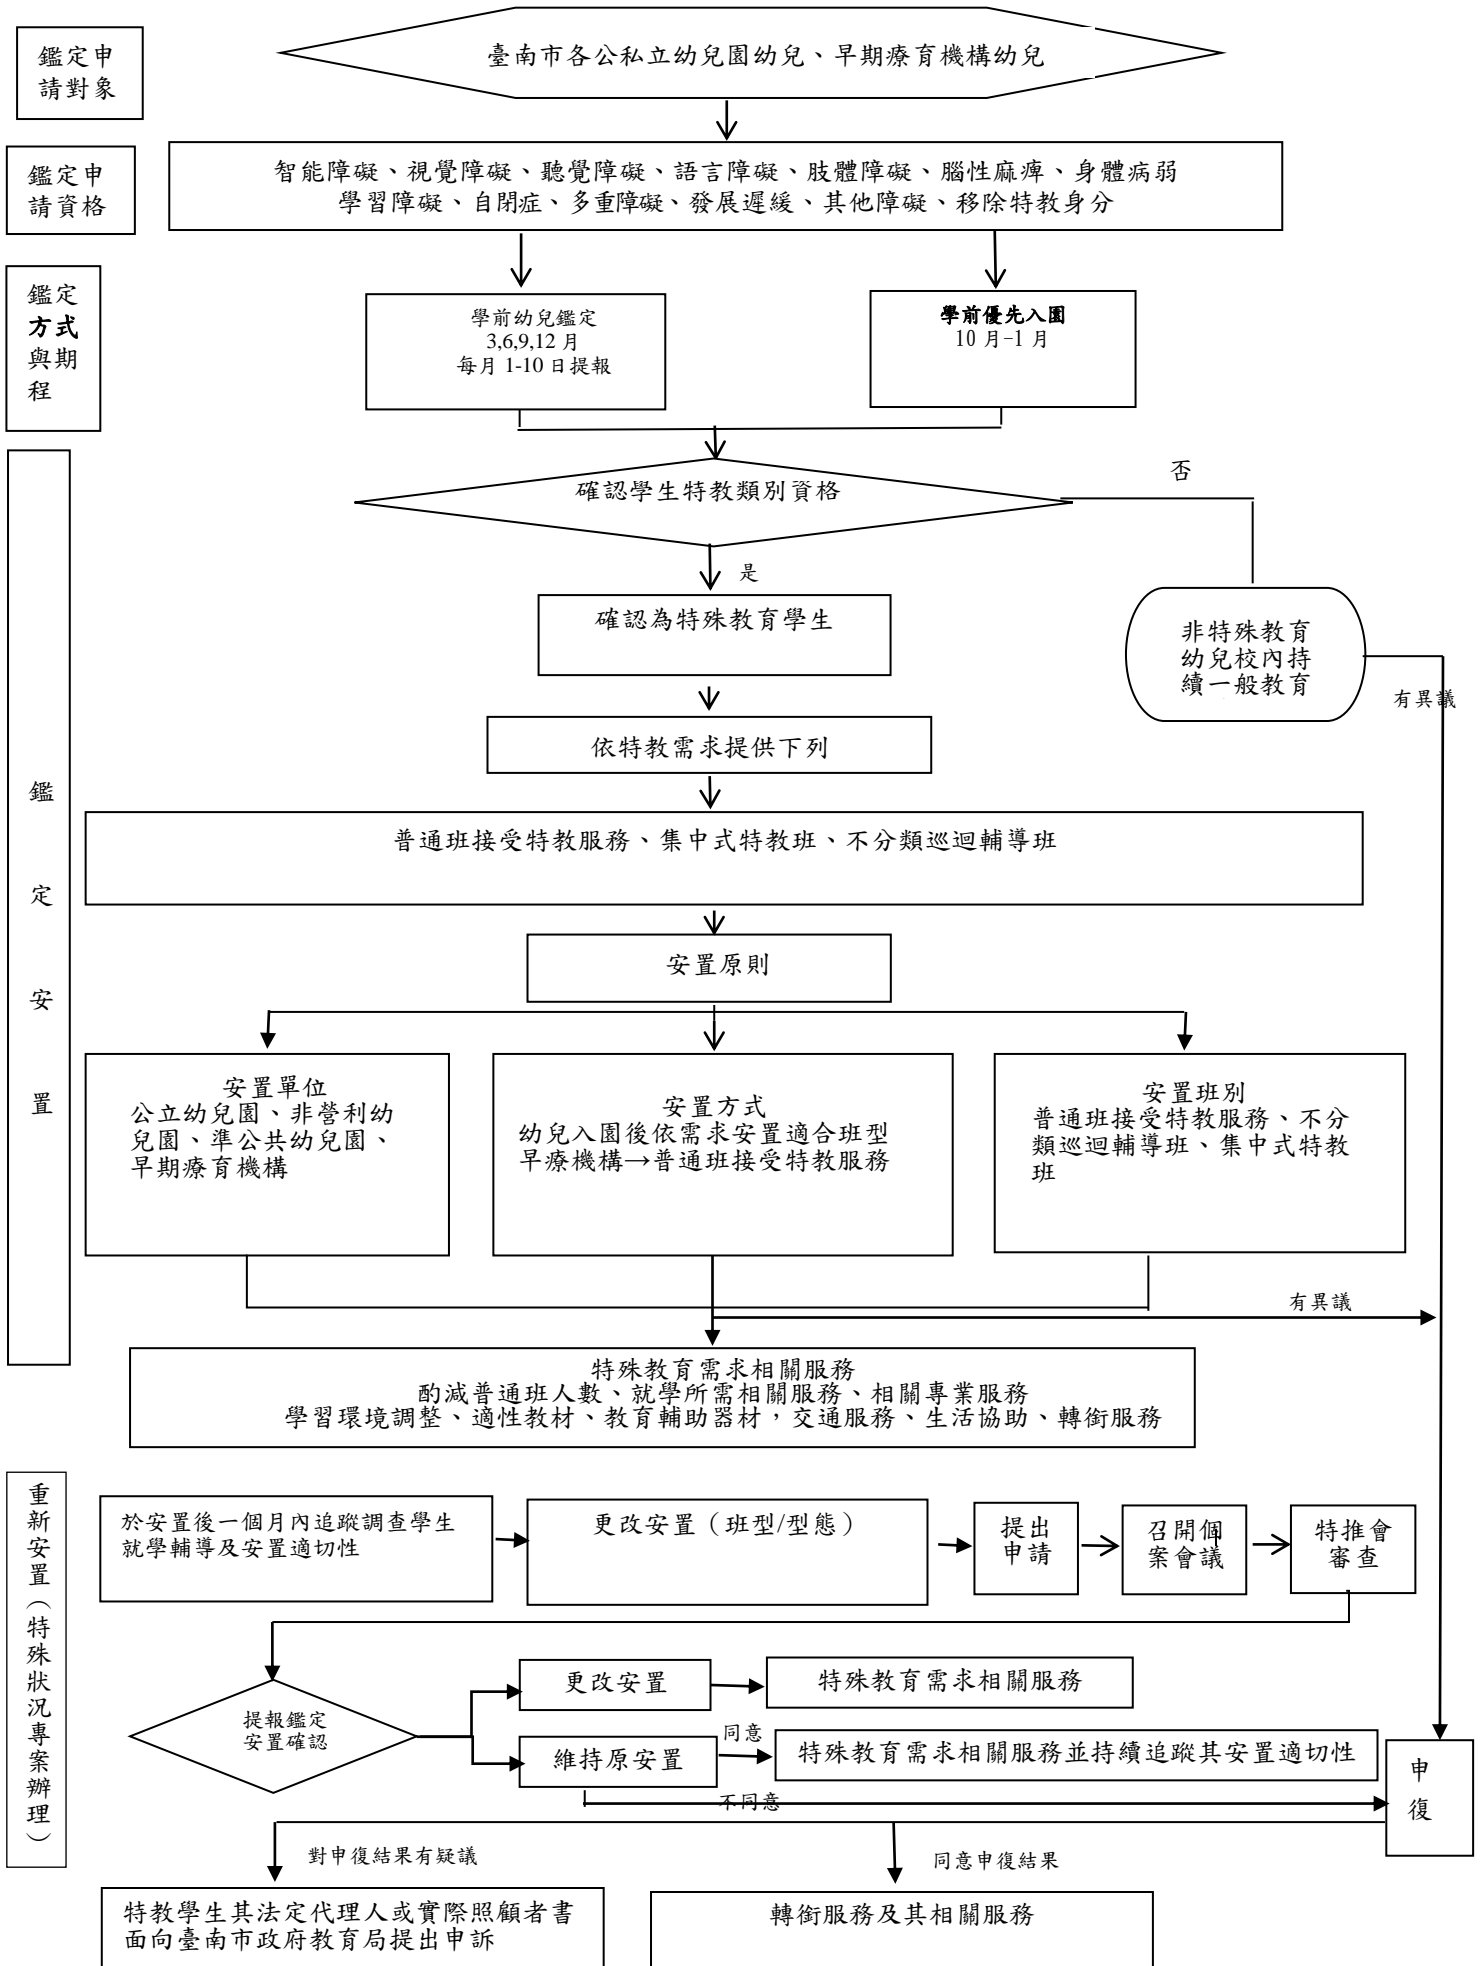 鑑定申
請對象
臺南市各公私立幼兒園幼兒、早期療育機構幼兒
鑑定申
請資格
智能障礙、視覺障礙、聽覺障礙、語言障礙、肢體障礙、腦性麻痺、身體病弱
學習障礙、自閉症、多重障礙、發展遲緩、其他障礙、移除特教身分
鑑定
方式
與期
程
學前幼兒鑑定
3,6,9,12 月
每月 1-10 日提報
學前優先入園
10 月-1 月
鑑
定
安
置
確認學生特教類別資格
否
是
確認為特殊教育學生
非特殊教育
幼兒校內持
續一般教育
有異議
依特教需求提供下列
普通班接受特教服務、集中式特教班、不分類巡迴輔導班
安置原則
安置單位
公立幼兒園、非營利幼
兒園、準公共幼兒園、
早期療育機構
安置方式
幼兒入園後依需求安置適合班型
早療機構→普通班接受特教服務
安置班別
普通班接受特教服務、不分
類巡迴輔導班、集中式特教
班
有異議
特殊教育需求相關服務
酌減普通班人數、就學所需相關服務、相關專業服務
學習環境調整、適性教材、教育輔助器材，交通服務、生活協助、轉銜服務
重新安置（特殊狀況專案辦理）
於安置後一個月內追蹤調查學生
就學輔導及安置適切性
更改安置（班型/型態）
提出
申請
召開個
案會議
特推會
審查
提報鑑定
安置確認
更改安置
特殊教育需求相關服務
維持原安置
同意
特殊教育需求相關服務並持續追蹤其安置適切性
不同意
申
復
對申復結果有疑議
同意申復結果
特教學生其法定代理人或實際照顧者書
面向臺南市政府教育局提出申訴
轉銜服務及其相關服務